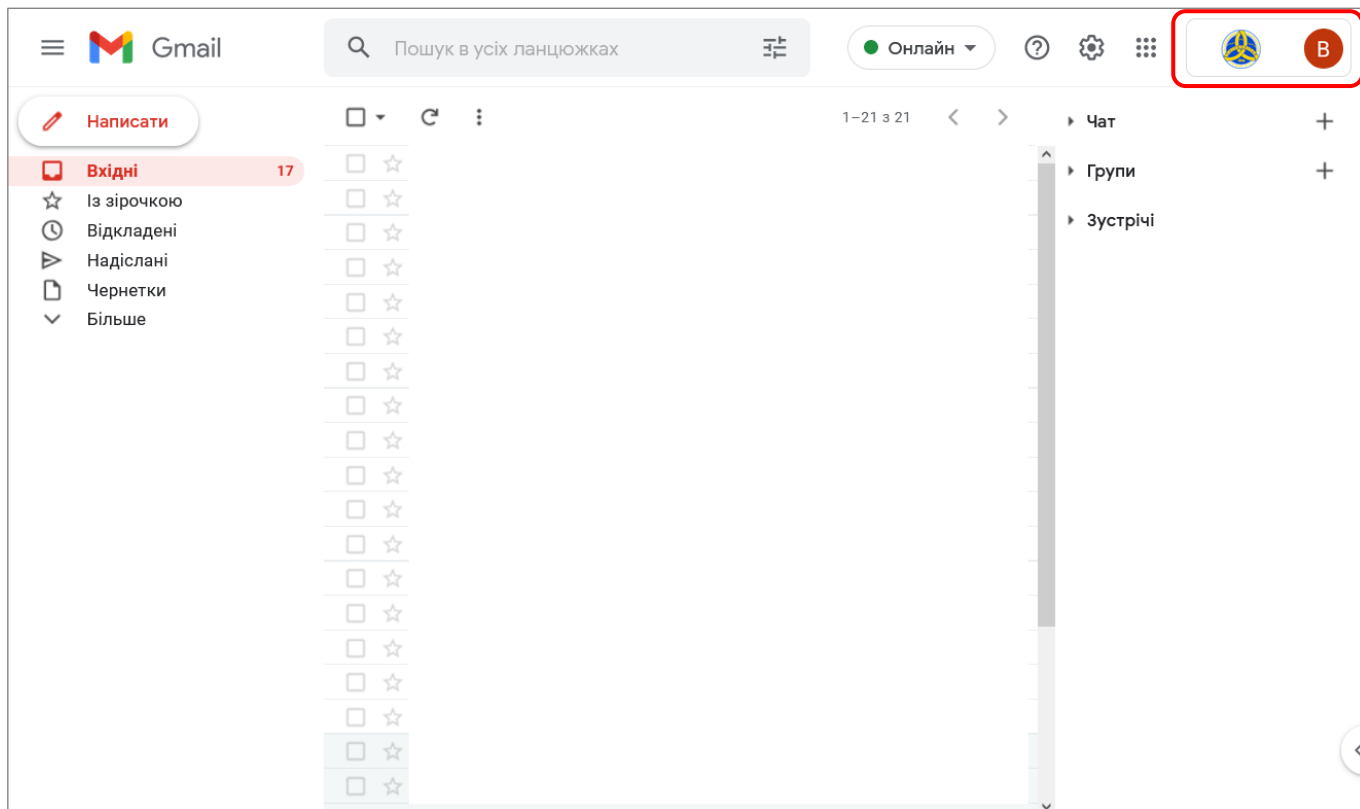 Gmail
Пошук в усіх ланцюжках
Онлайн
В
Написати
1–21 з 21
Чат
Вхідні 17
Групи
Із зірочкою
Зустрічі
Відкладені
Надіслані
Чернетки
Більше